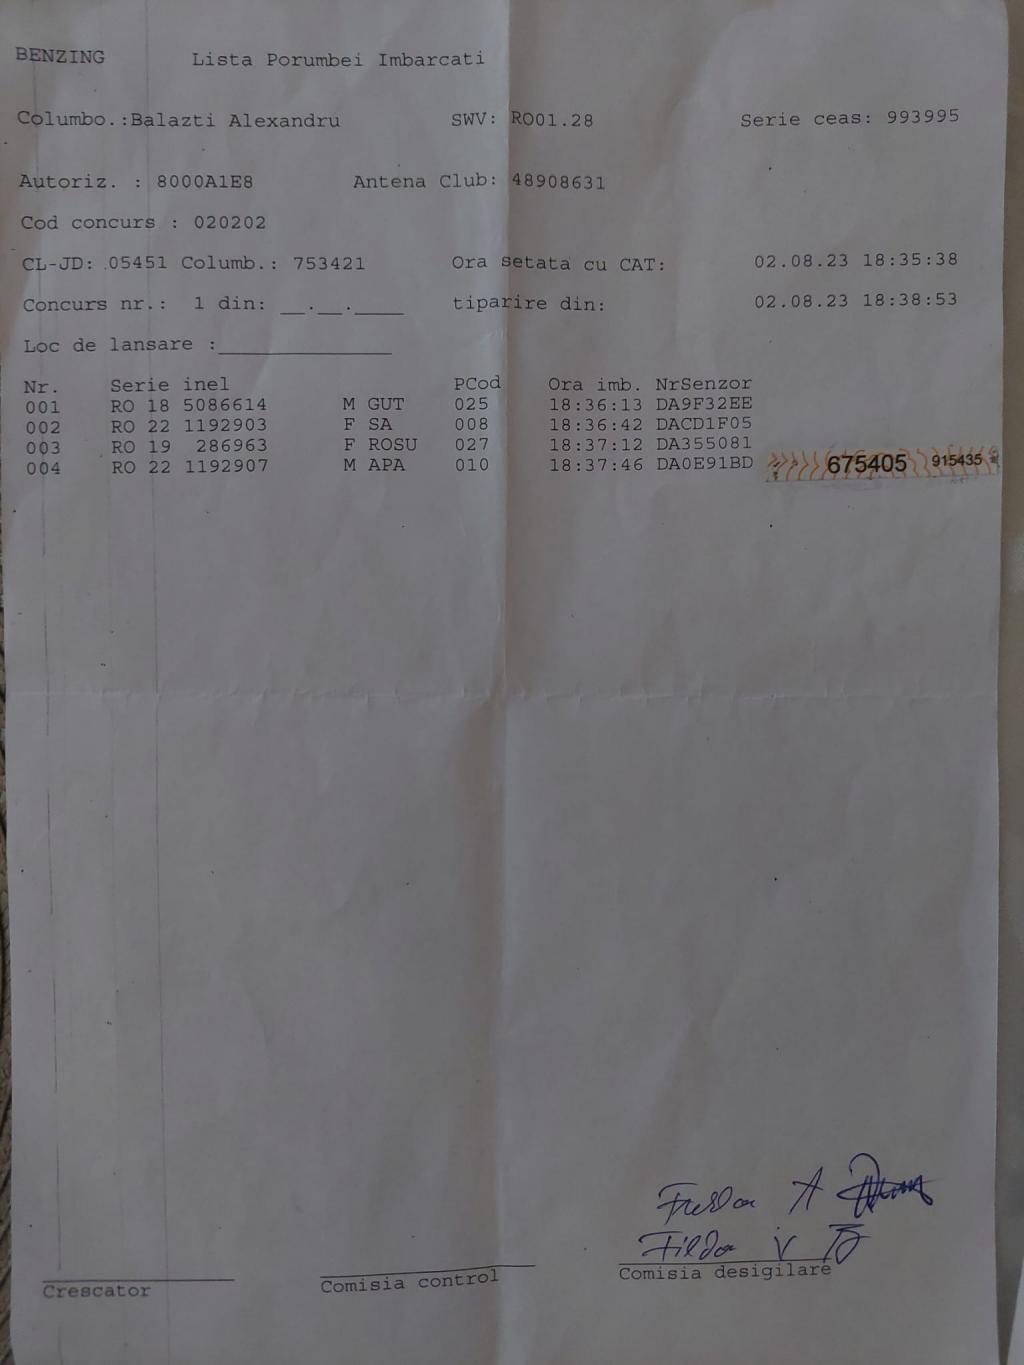 BENZING Lista Porumbei Imbarcati
Columbo.:Balazti Alexandru SWV: RO01.28 Serie ceas: 993995
Autoriz. : 8000A1E8 Antena Club: 48908631
Cod concurs : 020202
CL-JD: 05451 Columb.: 753421 Ora setata cu CAT: 02.08.23 18:35:38
Concurs nr.: 1 din: __.__.____ tiparire din: 02.08.23 18:38:53
Loc de lansare :______________
Nr. Serie inel PCod Ora imb. NrSenzor
001 RO 18 5086614 M GUT 025 18:36:13 DA9F32EE
002 RO 22 1192903 F SA 008 18:36:42 DACD1F05
003 RO 19 286963 F ROSU 027 18:37:12 DA355081
004 RO 22 1192907 M APA 010 18:37:46 DA0E91BD 675405 915435
A
V
Crescator Comisia control Comisia desigilare